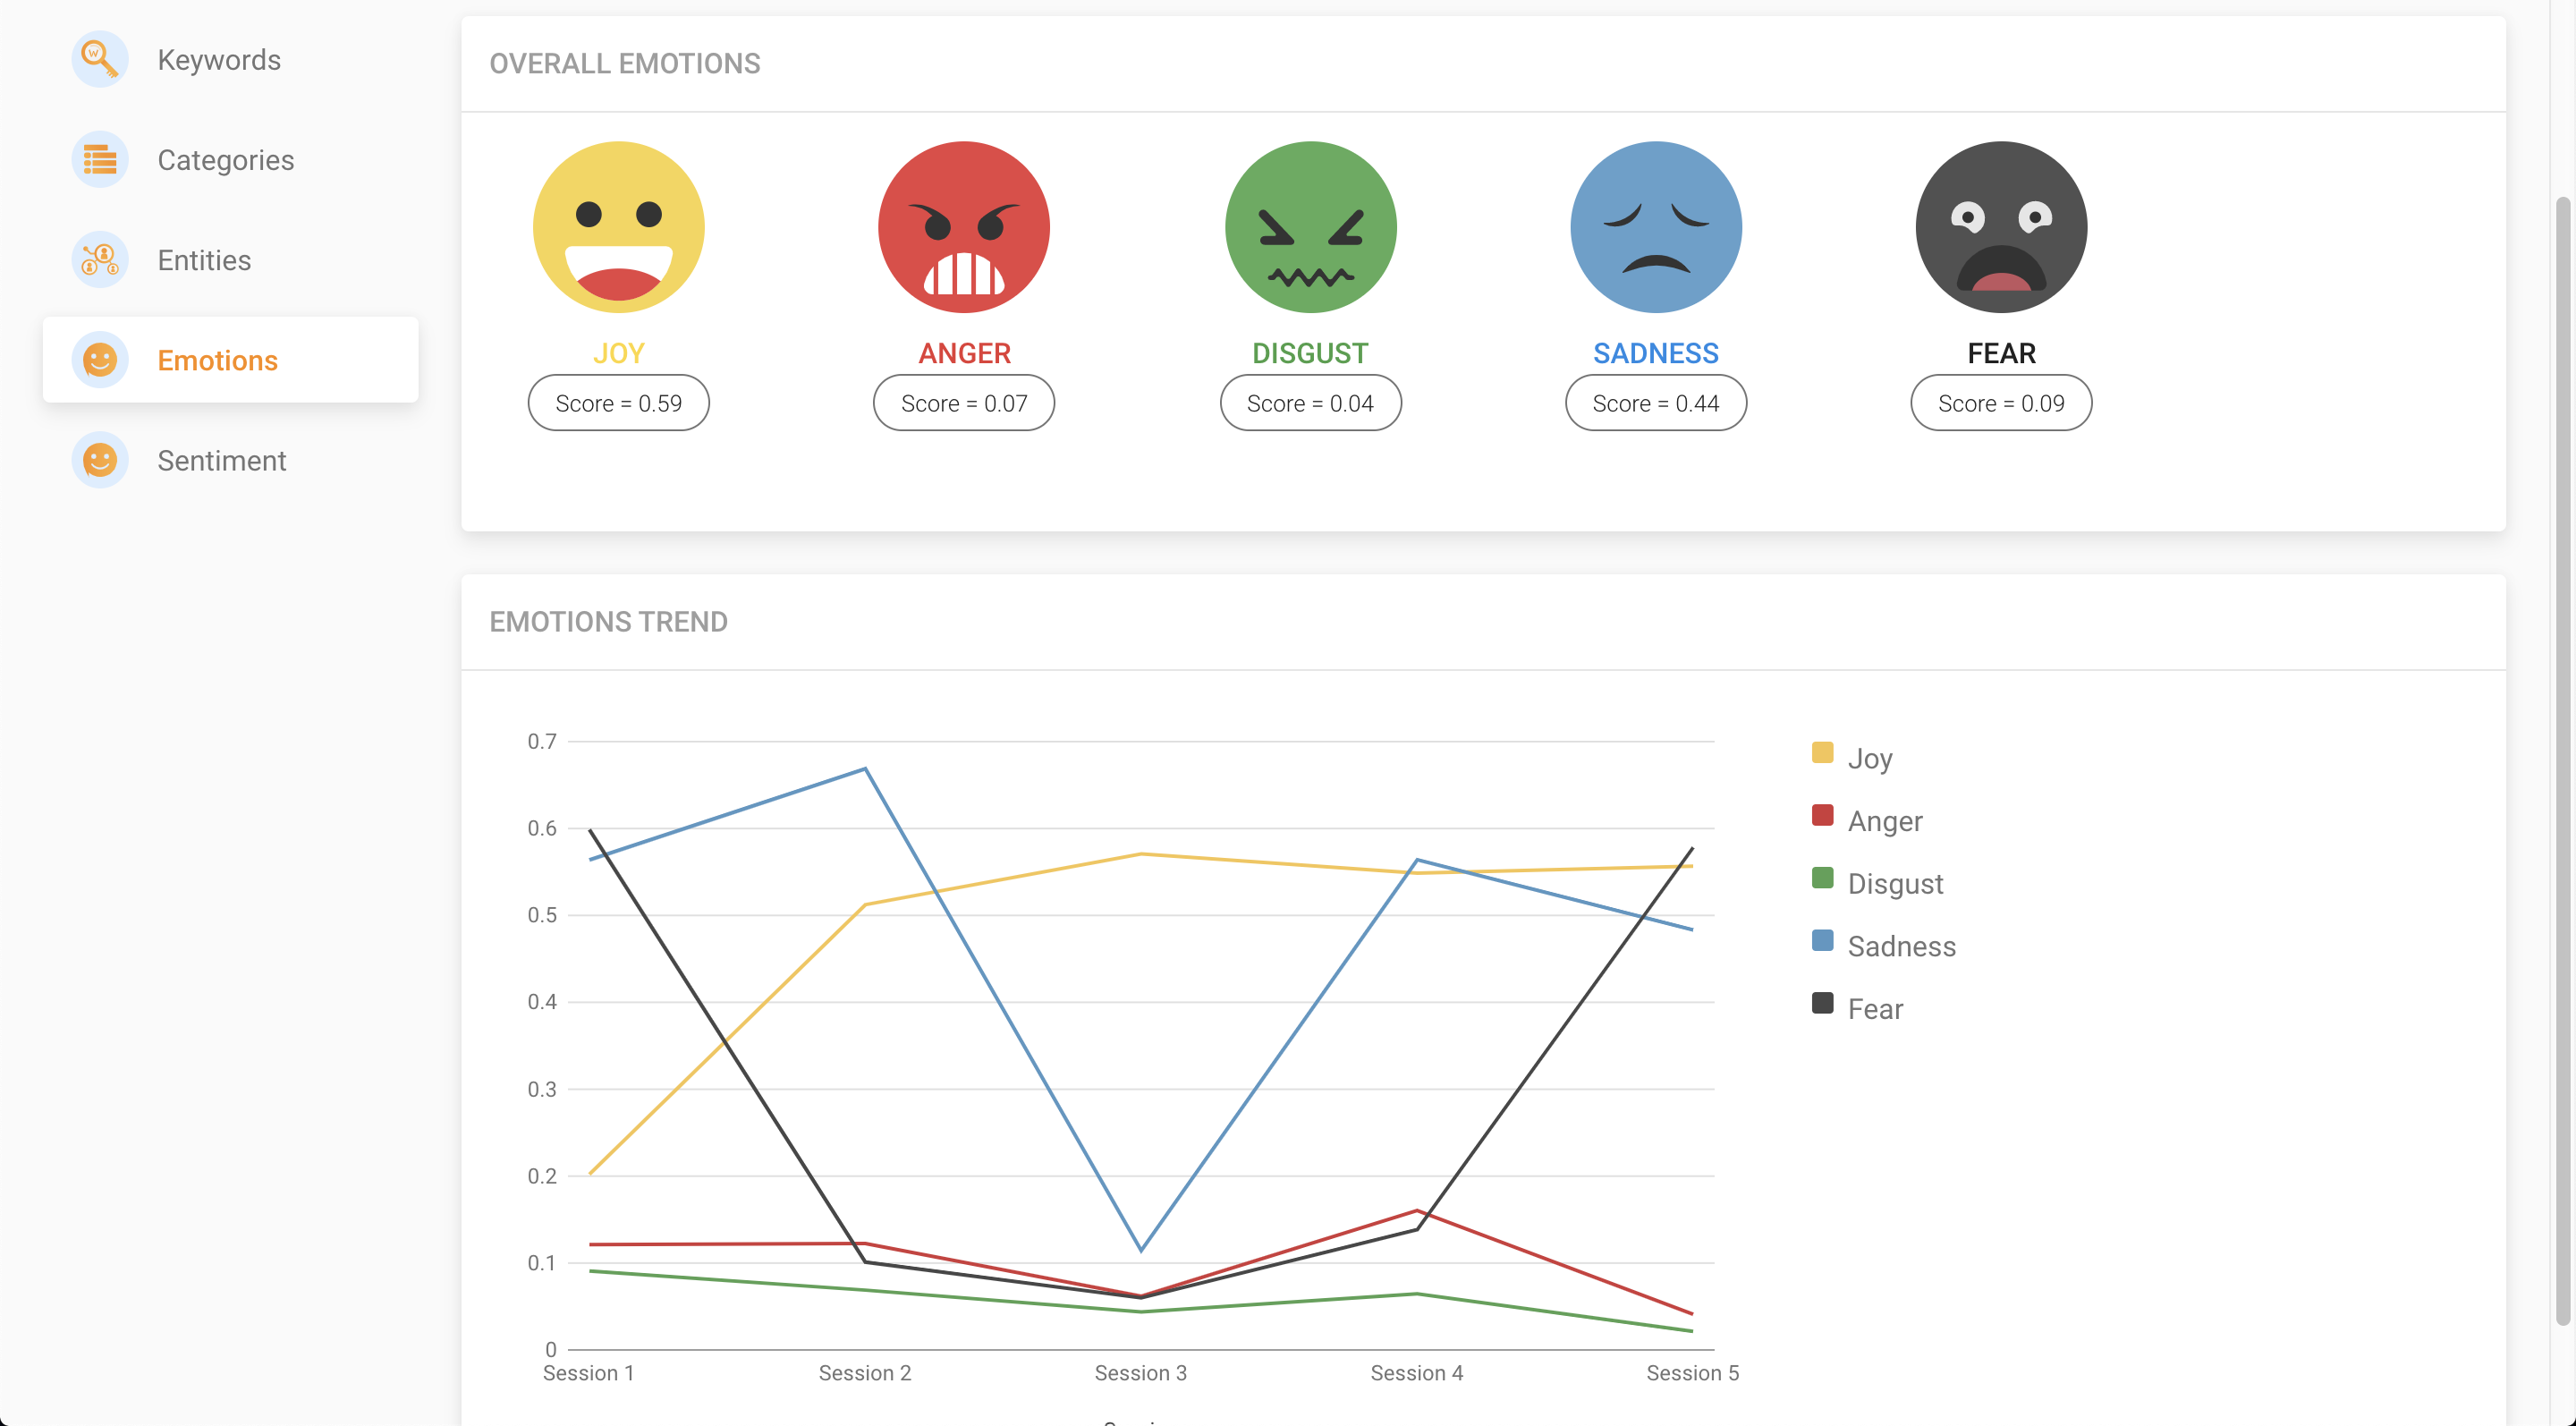 Keywords
Categories
Entities
Emotions
Sentiment
OVERALL EMOTIONS
JOY
Score = 0.59
ANGER
Score = 0.07
DISGUST
Score = 0.04
SADNESS
Score = 0.44
FEAR
Score = 0.09
EMOTIONS TREND
0.7
0.6
0.5
0.4
0.3
0.2
0.1
0
Session 1
Session 2
Session 3
Session 4
Session 5
Joy
Anger
Disgust
Sadness
Fear